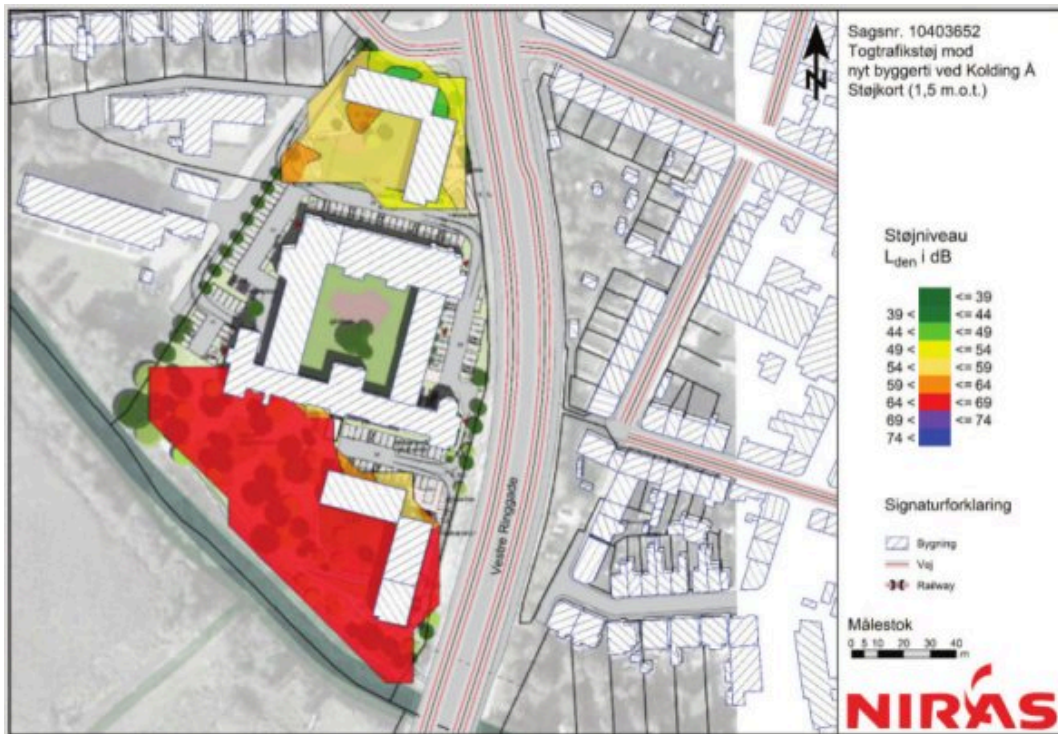 Sagsnr. 10403652
Togtrafikstøj mod
nyt byggerti ved Kolding Å
Støjkort (1,5 m.o.t.)
N
Støjniveau
Lden i dB
<= 39
39 < <= 44
44 < <= 49
49 < <= 54
54 < <= 59
59 < <= 64
64 < <= 69
69 < <= 74
74 <
Vestre Ringgade
Signaturforklaring
Bygning
Vej
Railway
Målestok
0 5 10 20 30 40
m
NIRAS